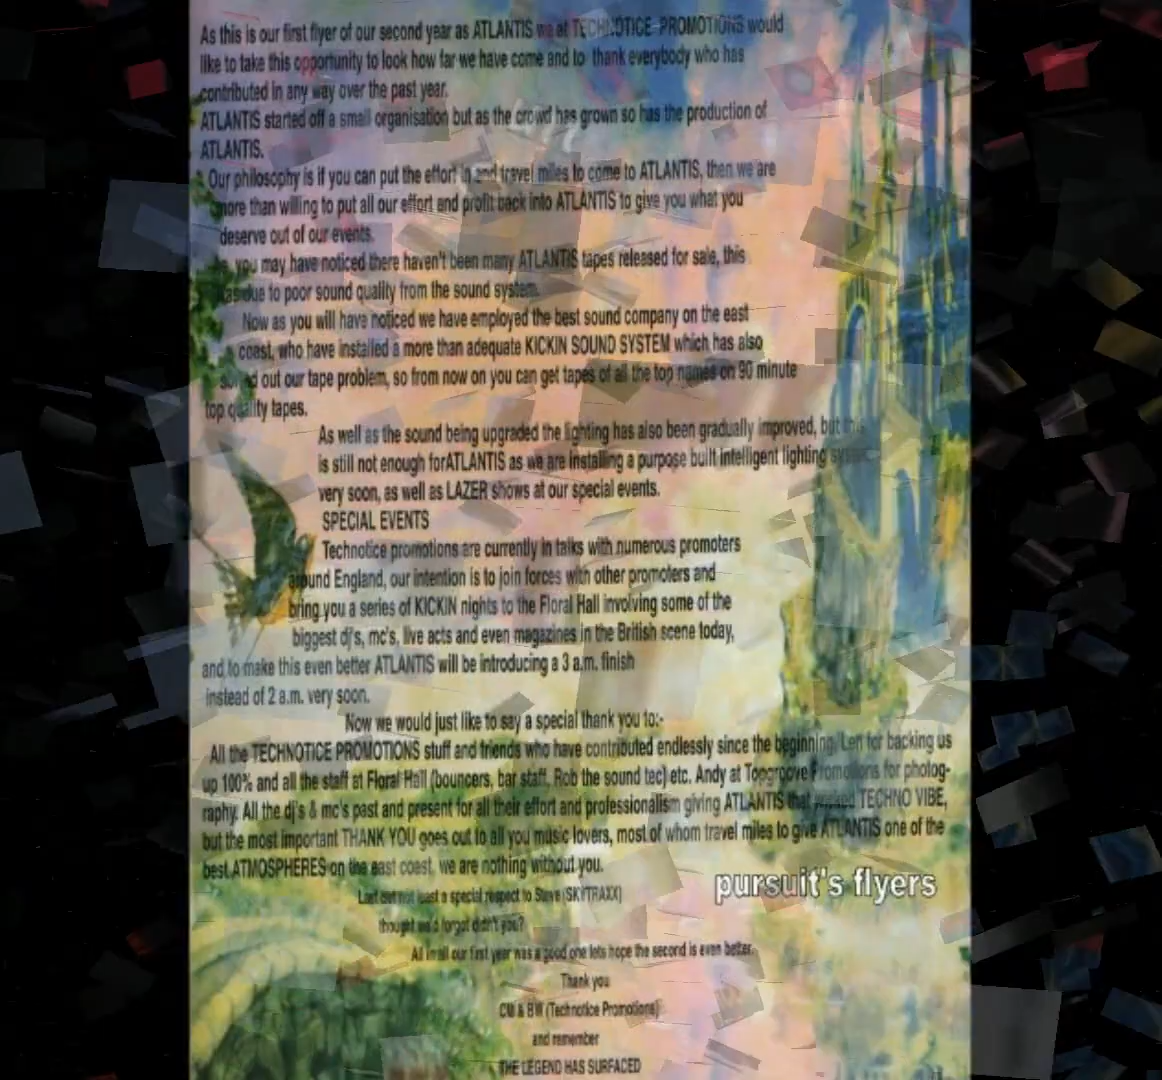 As this is our first flyer of our second year as ATLANTIS we at TECHNOTICE PROMOTIONS would
like to take this opportunity to look how far we have come and to thank everybody who has
contributed in any way over the past year.
ATLANTIS started off a small organisation but as the crowd has grown so has the production of
ATLANTIS.
Our philosophy is if you can put the effort in and travel miles to come to ATLANTIS, then we are
more than willing to put all our effort and profit back into ATLANTIS to give you what you
deserve out of our events.
you may have noticed there haven't been many ATLANTIS tapes released for sale, this
due to poor sound quality from the sound system.
Now as you will have noticed we have employed the best sound company on the east
coast, who have installed a more than adequate KICKIN SOUND SYSTEM which has also
out our tape problem, so from now on you can get tapes of all the top names on 90 minute
top quality tapes.
As well as the sound being upgraded the lighting has also been gradually improved, but this
is still not enough forATLANTIS as we are installing a purpose built intelligent lighting
very soon, as well as LAZER shows at our special events.
SPECIAL EVENTS
Technotice promotions are currently in talks with numerous promoters
around England, our intention is to join forces with other promoters and
bring you a series of KICKIN nights to the Floral Hall involving some of the
biggest dj's, mc's, live acts and even magazines in the British scene today,
and to make this even better ATLANTIS will be introducing a 3 a.m. finish
instead of 2 a.m. very soon.
Now we would just like to say a special thank you to:-
All the TECHNOTICE PROMOTIONS stuff and friends who have contributed endlessly since the beginning, Len for backing us
up 100% and all the staff at Floral Hall (bouncers, bar staff, Rob the sound tec) etc. Andy at Topgroove Promotions for photog-
raphy. All the dj's & mc's past and present for all their effort and professionalism giving ATLANTIS that TECHNO VIBE,
but the most important THANK YOU goes out to all you music lovers, most of whom travel miles to give ATLANTIS one of the
best ATMOSPHERES on the east coast, we are nothing without you.
pursuit's flyers
Last but not least a special respect to Steve (SKYTRAXX)
thought we'd forgot didn't you?
All in all our first year was a good one lets hope the second is even better.
Thank you
CM & BW (Technotice Promotions)
and remember
THE LEGEND HAS SURFACED